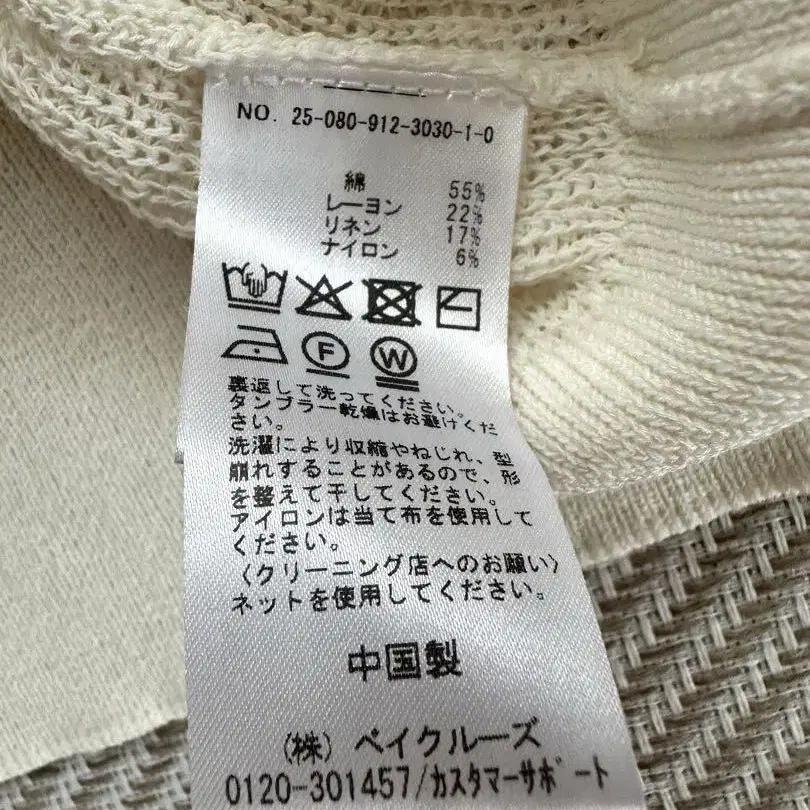 NO. 25-080-912-3030-1-0
綿 55%
レーヨン 22%
リネン 17%
ナイロン 6%
F W
裏返して洗ってください。
タンブラー乾燥はお避けくだ
さい。
洗濯により収縮やねじれ、型
崩れすることがあるので、形
を整えて干してください。
アイロンは当て布を使用して
ください。
〈クリーニング店へのお願い〉
ネットを使用してください。
中国製
(株) ベイクルーズ
0120-301457/カスタマーサポート